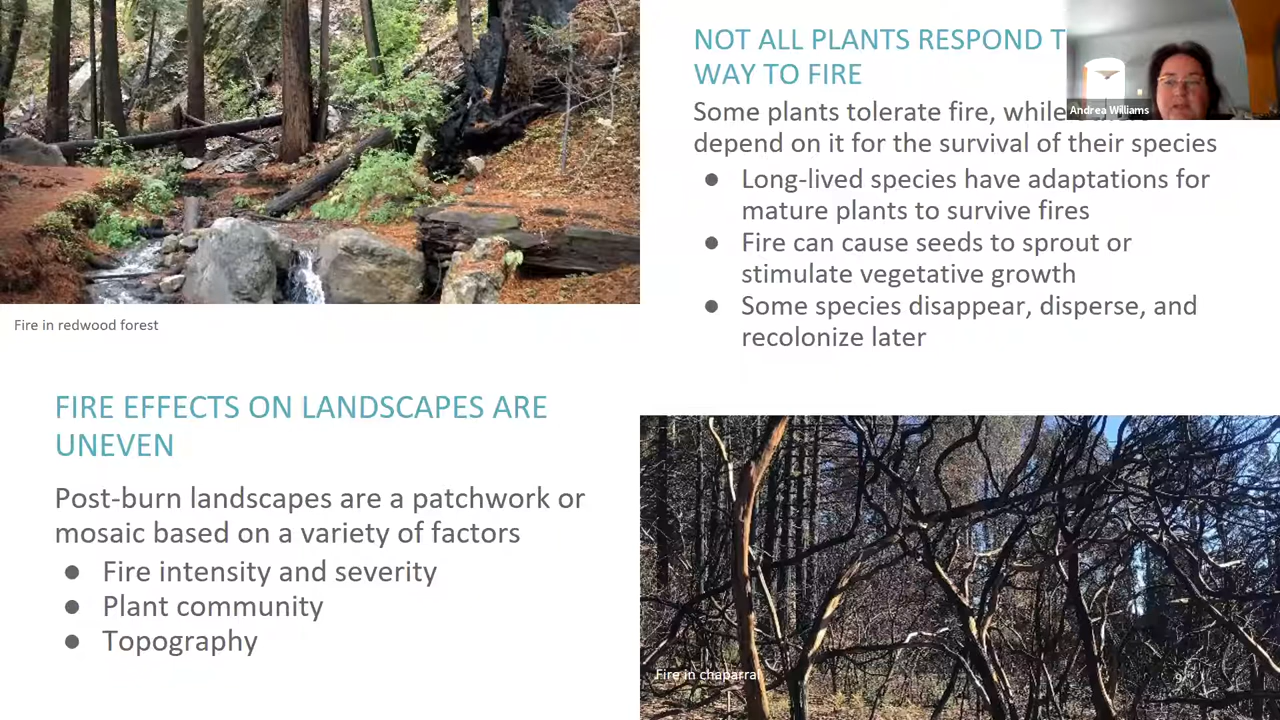 NOT ALL PLANTS RESPOND T
WAY TO FIRE
Andrea Williams
Some plants tolerate fire, while
depend on it for the survival of their species
● Long-lived species have adaptations for
mature plants to survive fires
● Fire can cause seeds to sprout or
stimulate vegetative growth
● Some species disappear, disperse, and
recolonize later
Fire in redwood forest
FIRE EFFECTS ON LANDSCAPES ARE
UNEVEN
Post-burn landscapes are a patchwork or
mosaic based on a variety of factors
● Fire intensity and severity
● Plant community
● Topography
Fire in chaparral